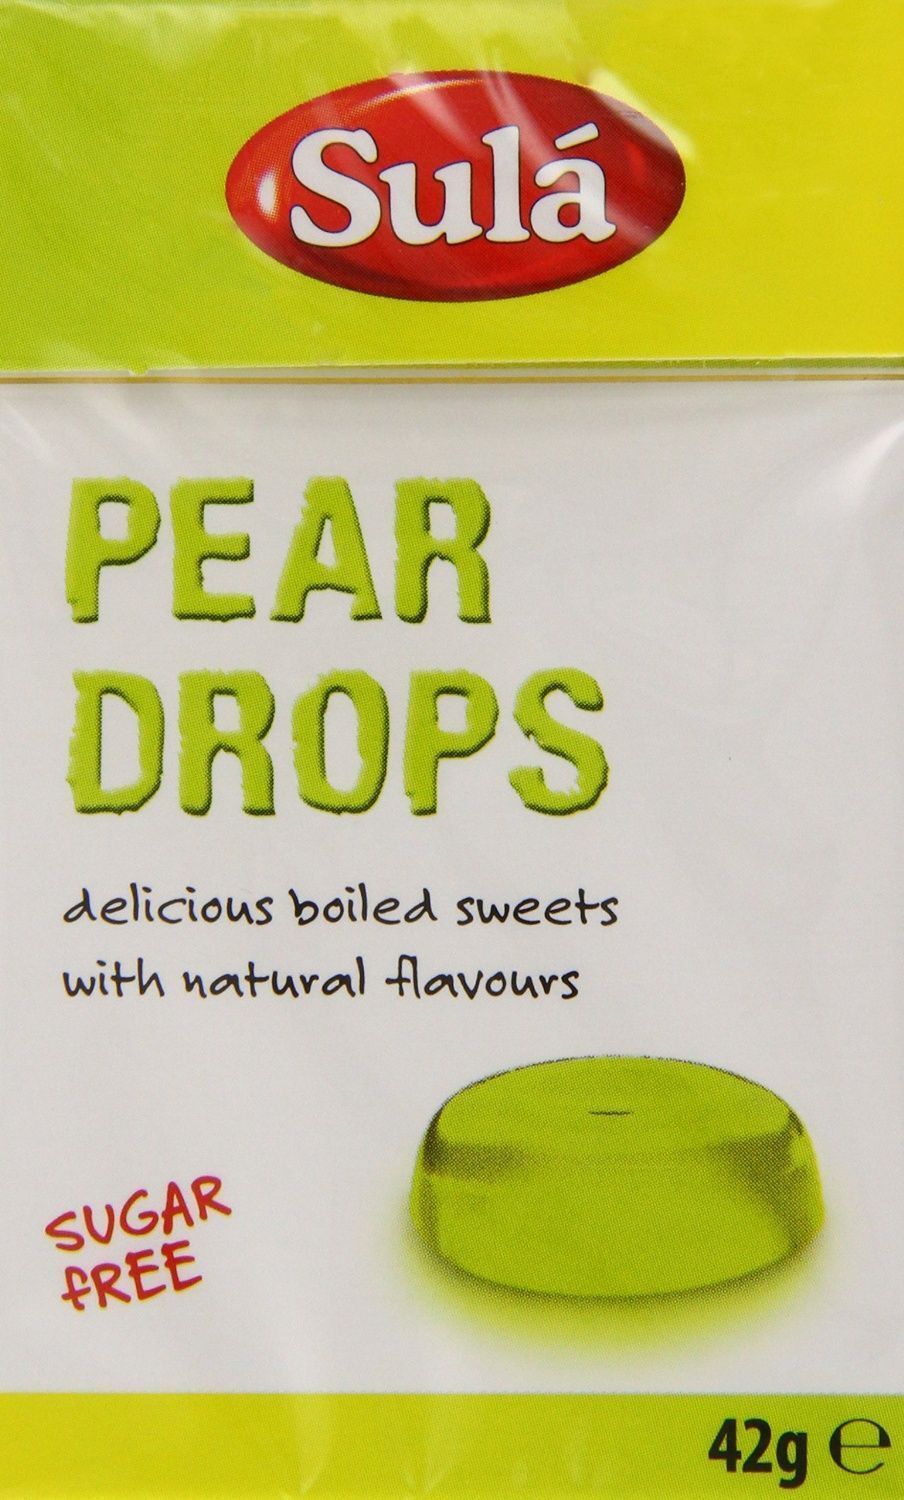 Sulá
PEAR
DROPS
delicious boiled sweets
with natural flavours
SUGAR
FREE
42g ℮